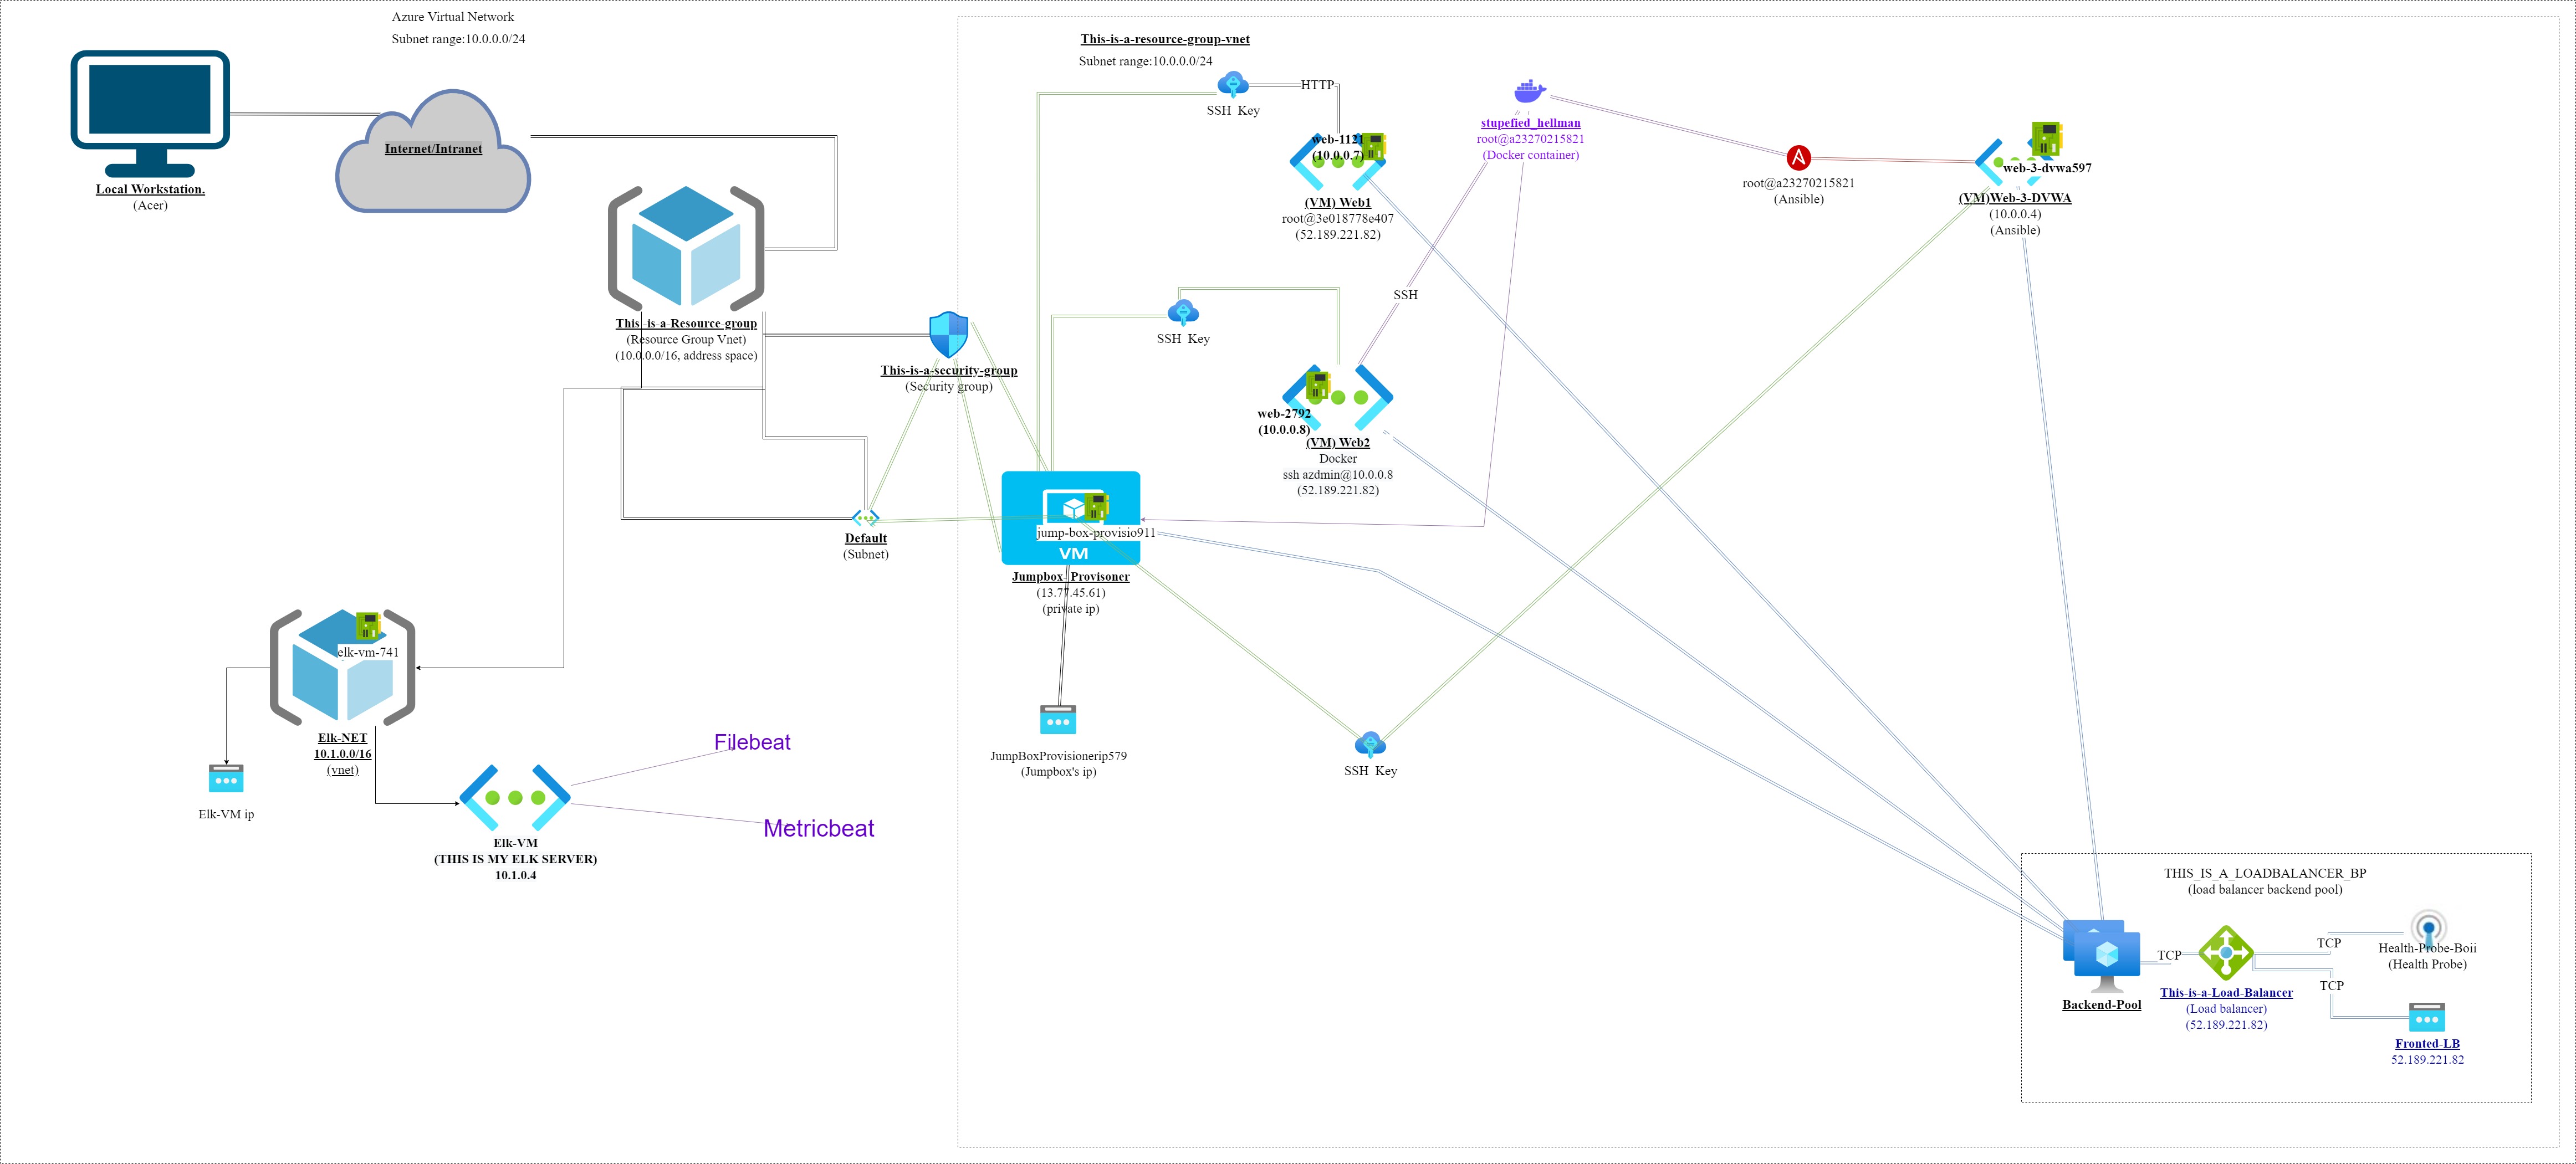 Azure Virtual Network
Subnet range:10.0.0.0/24
Local Workstation.
(Acer)
Internet/Intranet
This -is-a-Resource-group
(Resource Group Vnet)
(10.0.0.0/16, address space)
This-is-a-security-group
(Security group)
Default
(Subnet)
elk-vm-741
Elk-NET
10.1.0.0/16
(vnet)
Elk-VM ip
Elk-VM
(THIS IS MY ELK SERVER)
10.1.0.4
Filebeat
Metricbeat
This-is-a-resource-group-vnet
Subnet range:10.0.0.0/24
SSH Key
HTTP
web-1121
(10.0.0.7)
(VM) Web1
root@3e018778e407
(52.189.221.82)
stupefied_hellman
root@a23270215821
(Docker container)
root@a23270215821
(Ansible)
web-3-dvwa597
(VM)Web-3-DVWA
(10.0.0.4)
(Ansible)
SSH
SSH Key
web-2792
(10.0.0.8)
(VM) Web2
Docker
ssh azdmin@10.0.0.8
(52.189.221.82)
jump-box-provisio911
VM
Jumpbox- Provisoner
(13.77.45.61)
(private ip)
JumpBoxProvisionerip579
(Jumpbox's ip)
SSH Key
THIS_IS_A_LOADBALANCER_BP
(load balancer backend pool)
Backend-Pool
TCP
This-is-a-Load-Balancer
(Load balancer)
(52.189.221.82)
TCP
Health-Probe-Boii
(Health Probe)
TCP
Fronted-LB
52.189.221.82